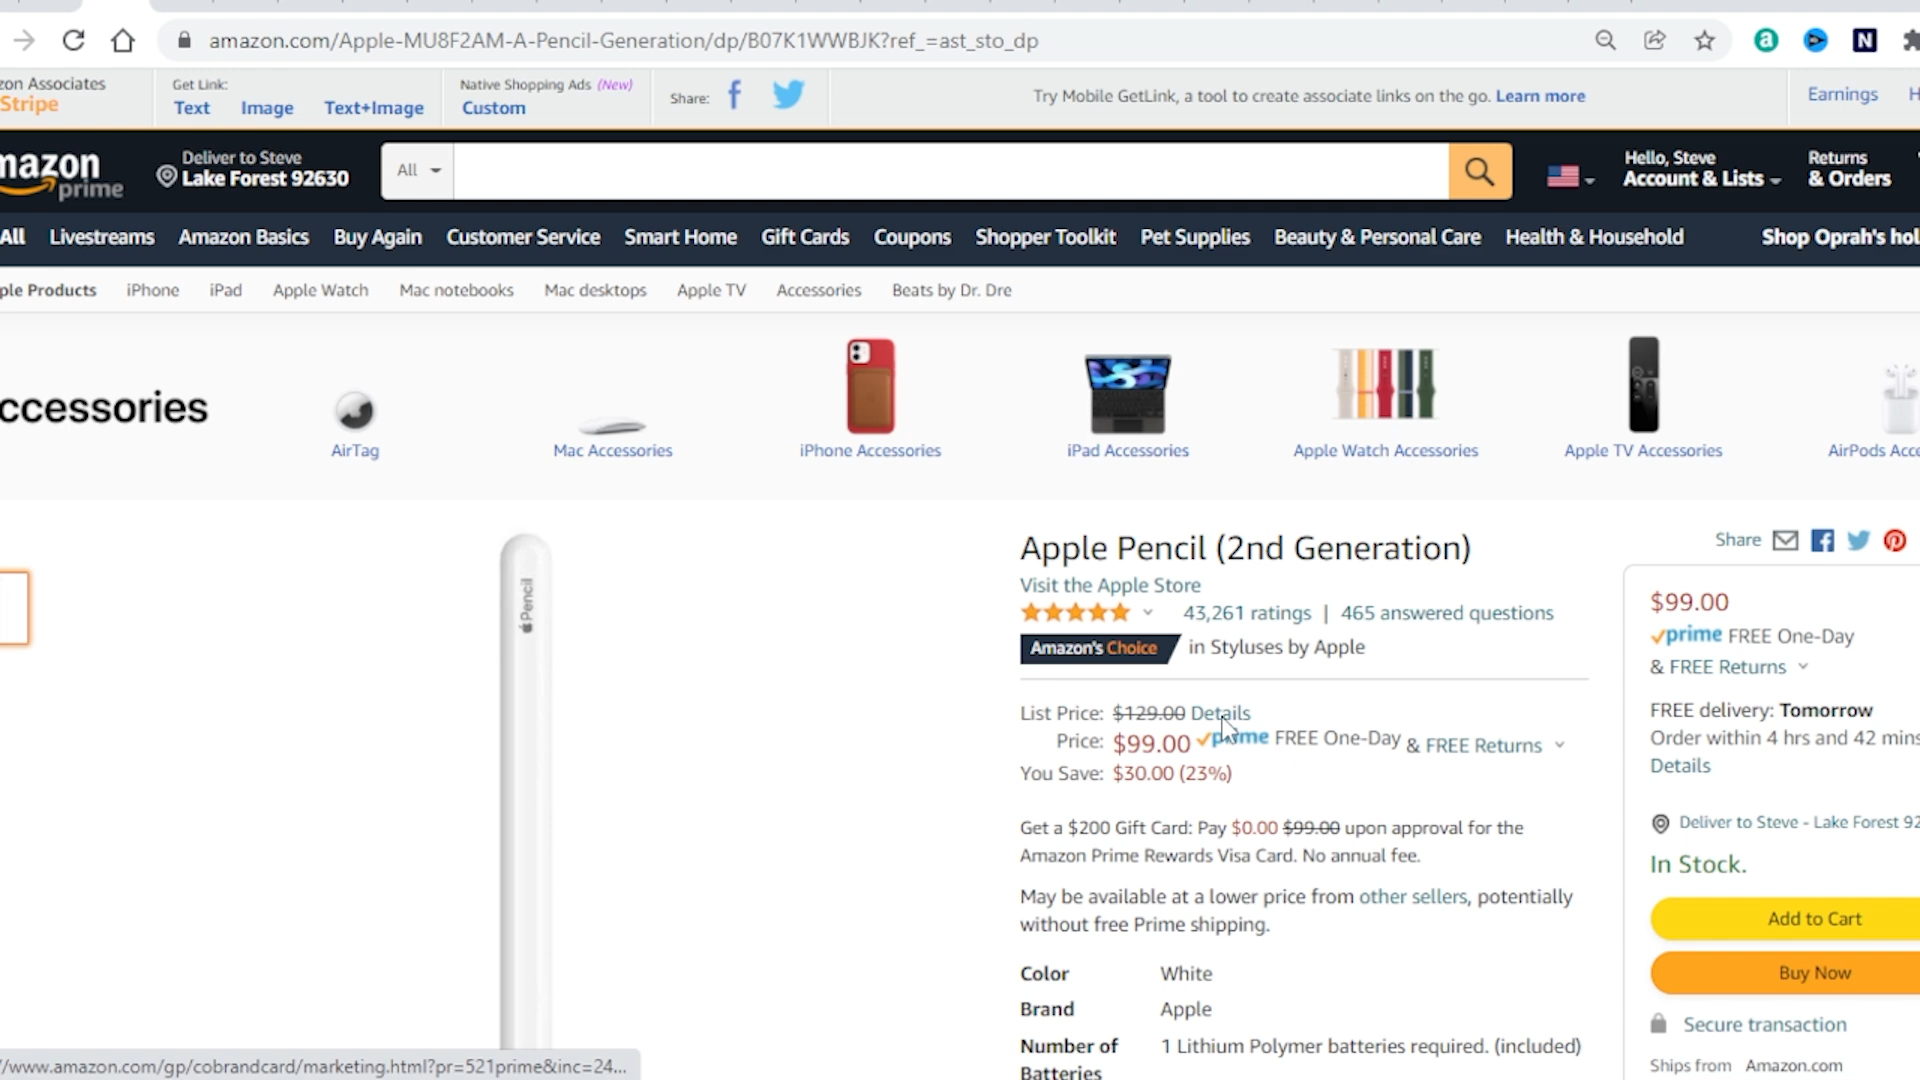 amazon.com/Apple-MU8F2AM-A-Pencil-Generation/dp/B07K1WWBJK?ref_=ast_sto_dp
zon Associates
Stripe
Get Link:
Text Image Text+Image
Native Shopping Ads (New)
Custom
Share:
Try Mobile GetLink, a tool to create associate links on the go. Learn more
Earnings H
mazon
prime
Deliver to Steve
Lake Forest 92630
All
Hello, Steve
Account & Lists
Returns
& Orders
All Livestreams Amazon Basics Buy Again Customer Service Smart Home Gift Cards Coupons Shopper Toolkit Pet Supplies Beauty & Personal Care Health & Household Shop Oprah's hol
ple Products iPhone iPad Apple Watch Mac notebooks Mac desktops Apple TV Accessories Beats by Dr. Dre
ccessories
AirTag Mac Accessories iPhone Accessories iPad Accessories Apple Watch Accessories Apple TV Accessories AirPods Acce
Pencil
Apple Pencil (2nd Generation)
Visit the Apple Store
43,261 ratings | 465 answered questions
Amazon's Choice in Styluses by Apple
List Price: $129.00 Details
Price: $99.00 prime FREE One-Day & FREE Returns
You Save: $30.00 (23%)
Get a $200 Gift Card: Pay $0.00 $99.00 upon approval for the
Amazon Prime Rewards Visa Card. No annual fee.
May be available at a lower price from other sellers, potentially
without free Prime shipping.
Color White
Brand Apple
Number of 1 Lithium Polymer batteries required. (included)
Batteries
Share
$99.00
prime FREE One-Day
& FREE Returns
FREE delivery: Tomorrow
Order within 4 hrs and 42 mins
Details
Deliver to Steve - Lake Forest 92
In Stock.
Add to Cart
Buy Now
Secure transaction
Ships from Amazon.com
/www.amazon.com/gp/cobrandcard/marketing.html?pr=521prime&inc=24...